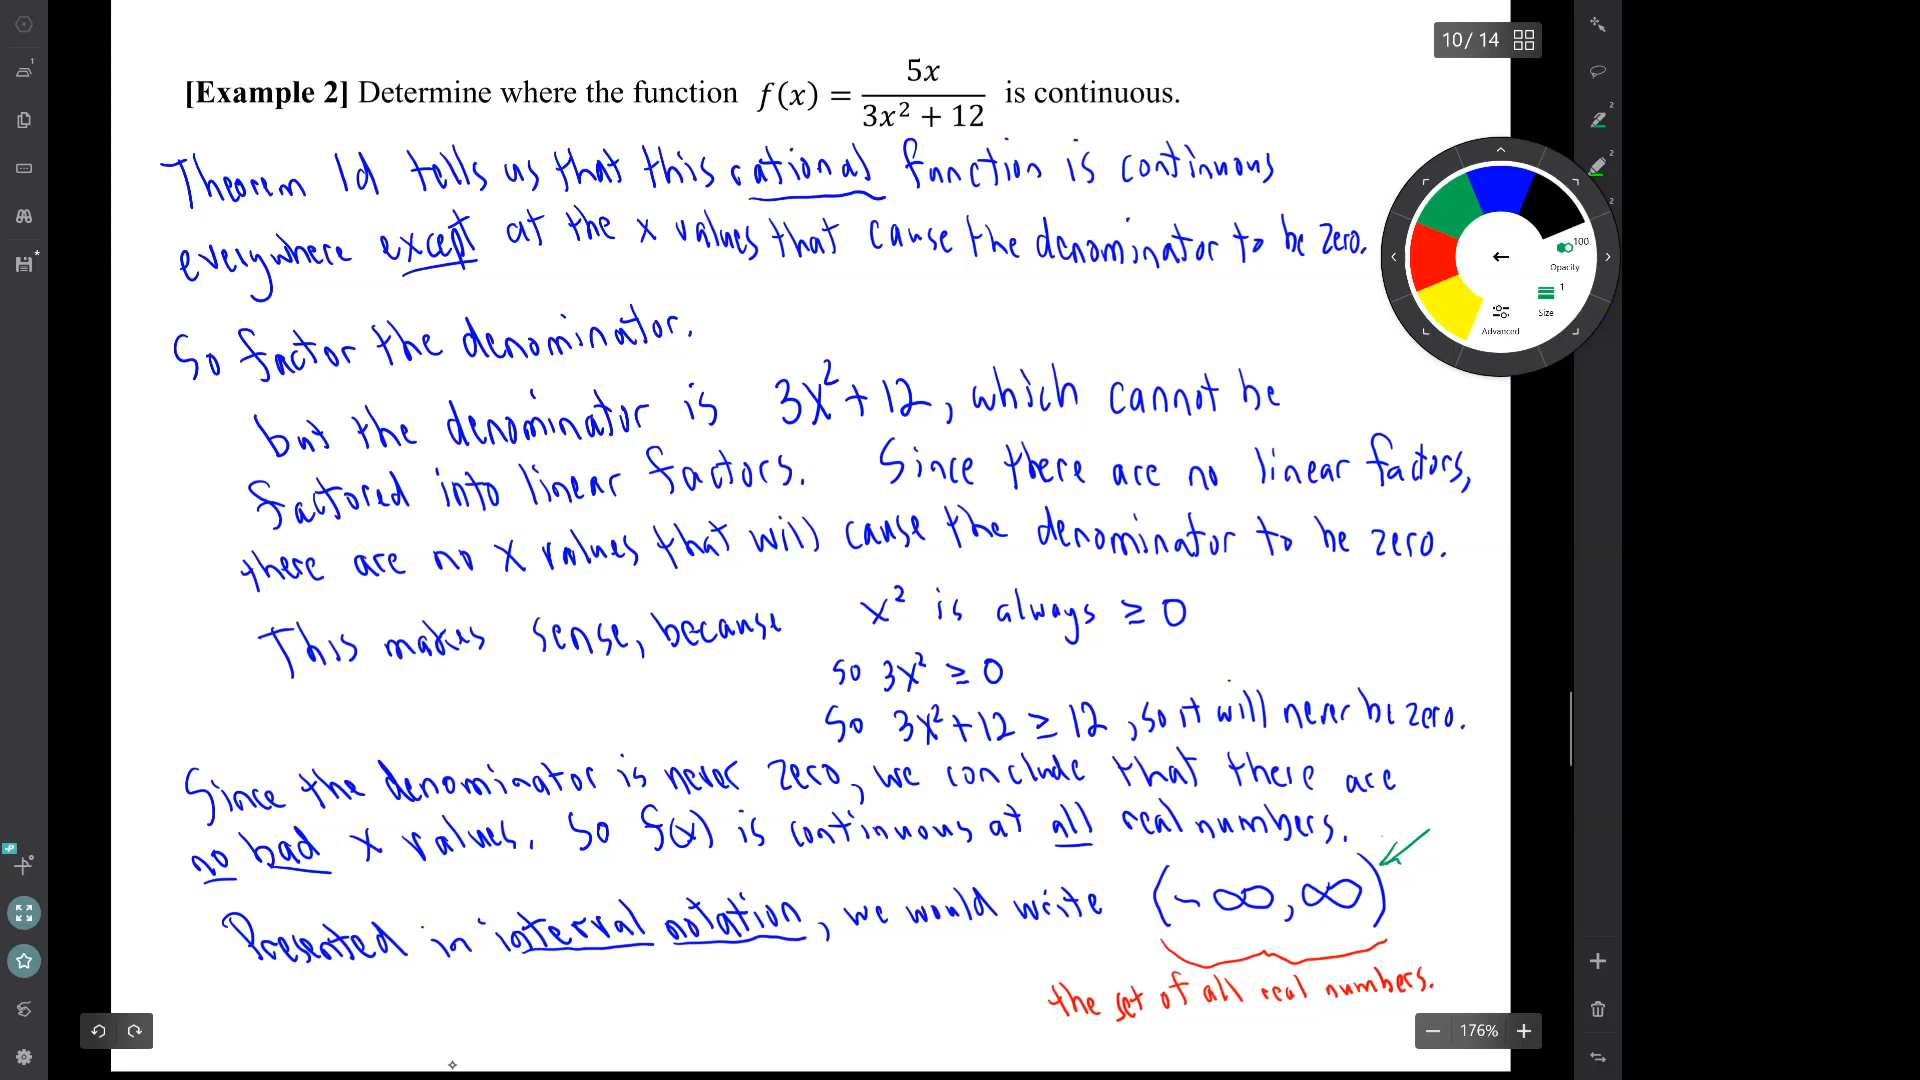 10 / 14
[Example 2] Determine where the function f(x) = 5x / (3x² + 12) is continuous.
Theorem 1d tells us that this rational function is continuous
everywhere except at the x values that cause the denominator to be zero.
So factor the denominator.
but the denominator is 3x² + 12, which cannot be
factored into linear factors. Since there are no linear factors,
there are no x values that will cause the denominator to be zero.
This makes sense, because x² is always ≥ 0
so 3x² ≥ 0
So 3x² + 12 ≥ 12, so it will never be zero.
Since the denominator is never zero, we conclude that there are
no bad x values. So f(x) is continuous at all real numbers.
Presented in interval notation, we would write (-∞, ∞)
the set of all real numbers.
100
Opacity
1
Size
Advanced
176%